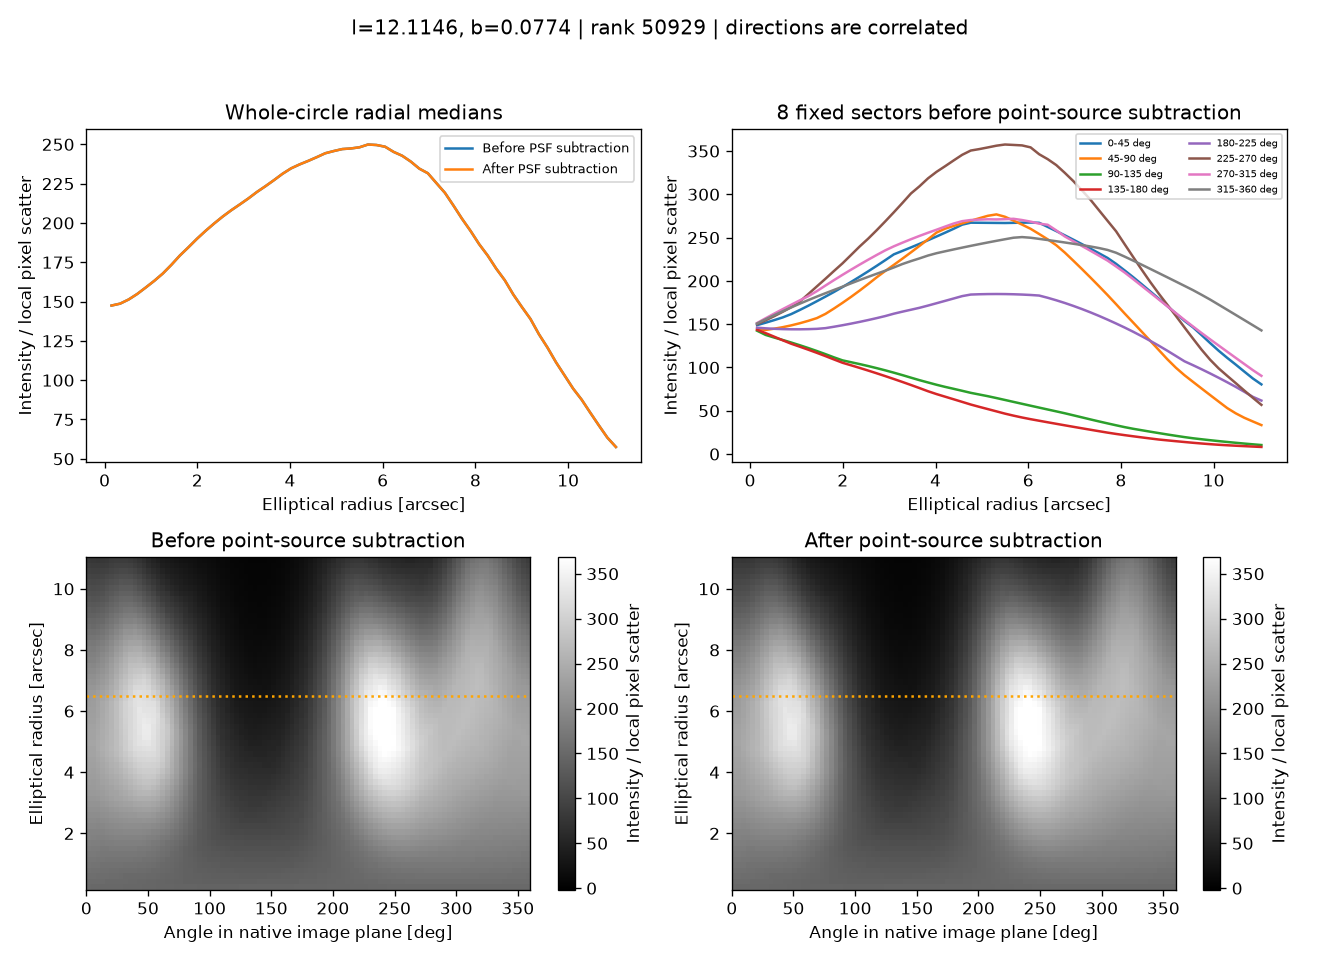 l=12.1146, b=0.0774 | rank 50929 | directions are correlated
Whole-circle radial medians
Before PSF subtraction
After PSF subtraction
250
225
200
175
150
125
100
75
50
0 2 4 6 8 10
Intensity / local pixel scatter
Elliptical radius [arcsec]
8 fixed sectors before point-source subtraction
0-45 deg
45-90 deg
90-135 deg
135-180 deg
180-225 deg
225-270 deg
270-315 deg
315-360 deg
350
300
250
200
150
100
50
0
0 2 4 6 8 10
Intensity / local pixel scatter
Elliptical radius [arcsec]
Before point-source subtraction
10
8
6
4
2
0 50 100 150 200 250 300 350
Elliptical radius [arcsec]
Angle in native image plane [deg]
350
300
250
200
150
100
50
0
Intensity / local pixel scatter
After point-source subtraction
10
8
6
4
2
0 50 100 150 200 250 300 350
Elliptical radius [arcsec]
Angle in native image plane [deg]
350
300
250
200
150
100
50
0
Intensity / local pixel scatter